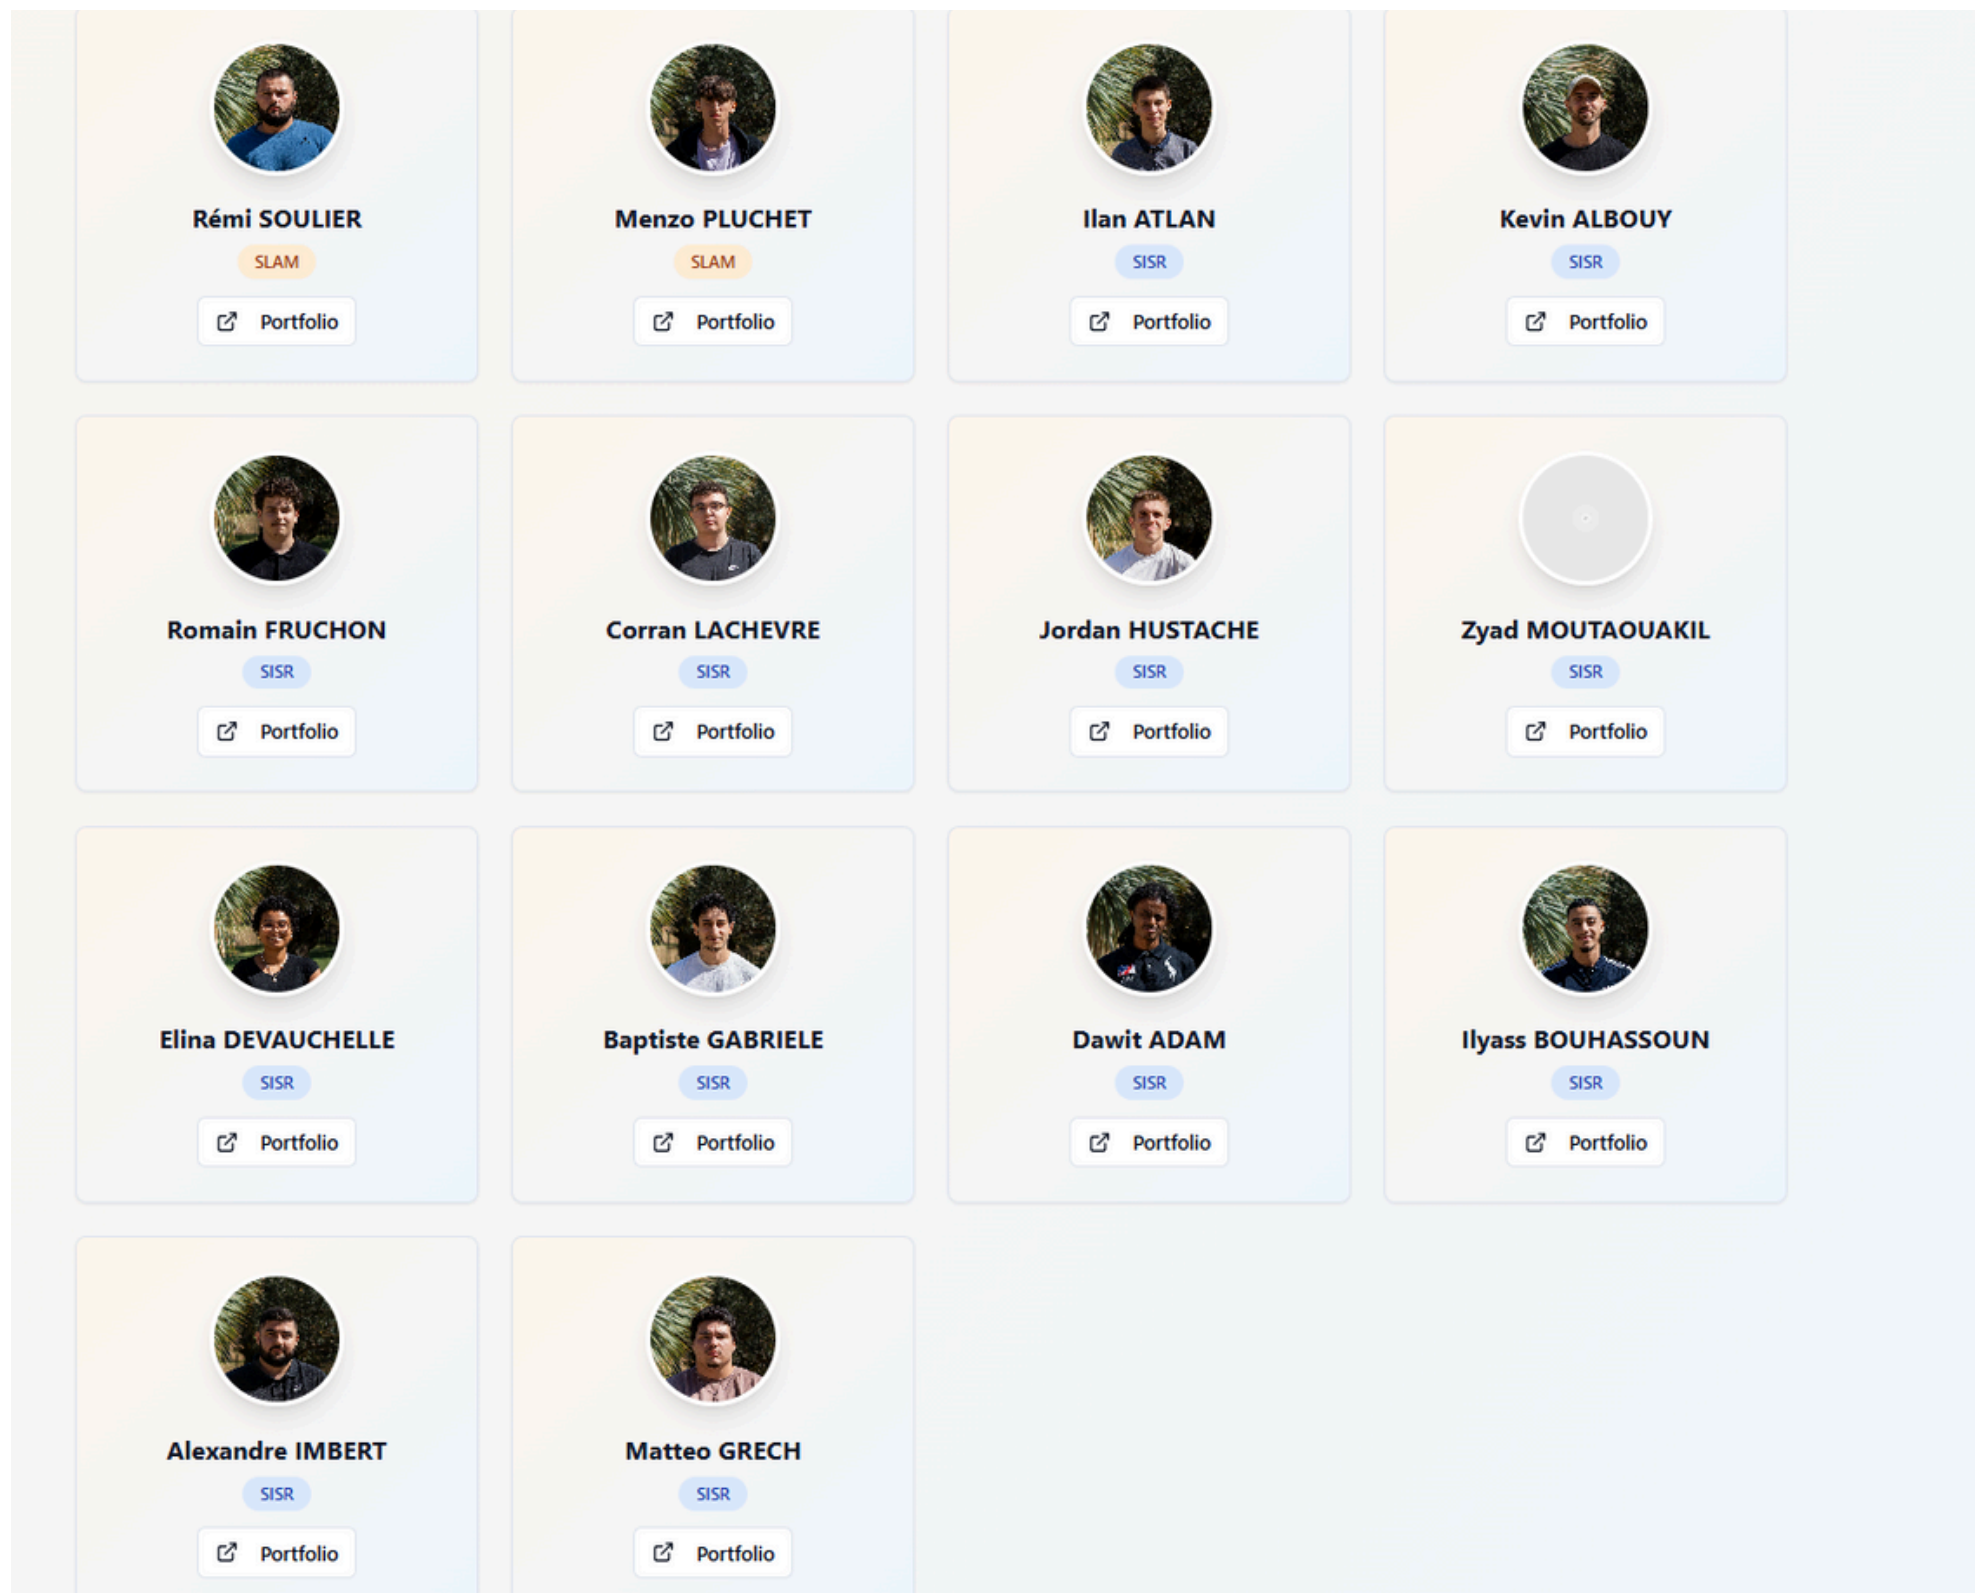 Rémi SOULIER
SLAM
Portfolio
Menzo PLUCHET
SLAM
Portfolio
Ilan ATLAN
SISR
Portfolio
Kevin ALBOUY
SISR
Portfolio
Romain FRUCHON
SISR
Portfolio
Corran LACHEVRE
SISR
Portfolio
Jordan HUSTACHE
SISR
Portfolio
Zyad MOUTAOUAKIL
SISR
Portfolio
Elina DEVAUCHELLE
SISR
Portfolio
Baptiste GABRIELE
SISR
Portfolio
Dawit ADAM
SISR
Portfolio
Ilyass BOUHASSOUN
SISR
Portfolio
Alexandre IMBERT
SISR
Portfolio
Matteo GRECH
SISR
Portfolio